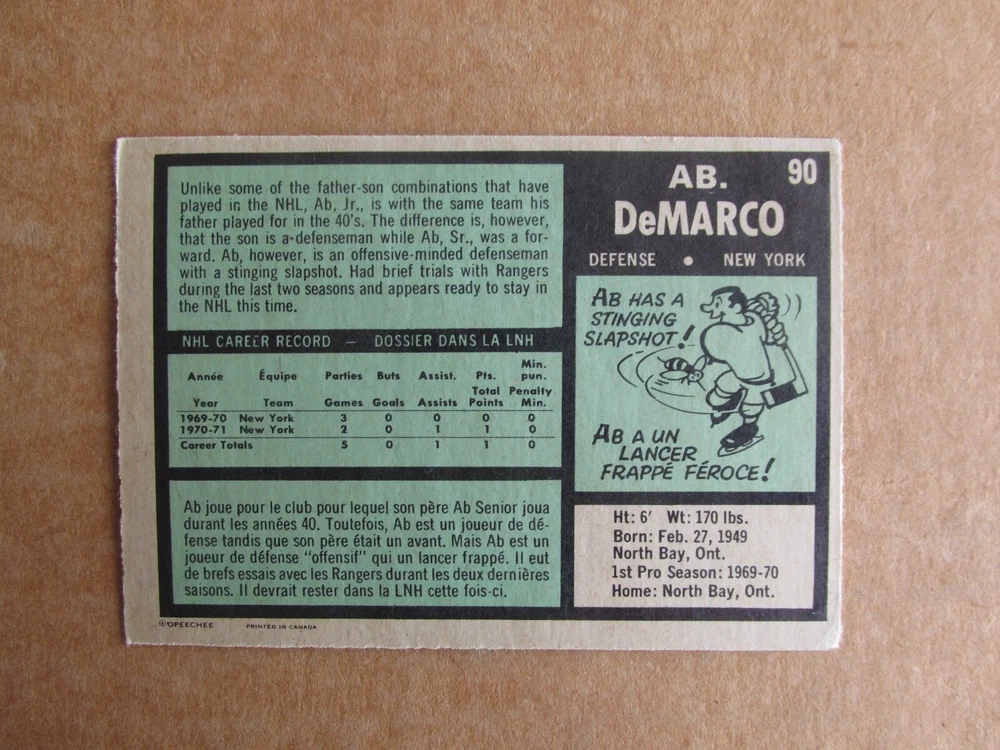 Unlike some of the father-son combinations that have
played in the NHL, Ab, Jr., is with the same team his
father played for in the 40's. The difference is, however,
that the son is a defenseman while Ab, Sr., was a for-
ward. Ab, however, is an offensive-minded defenseman
with a stinging slapshot. Had brief trials with Rangers
during the last two seasons and appears ready to stay in
the NHL this time.
NHL CAREER RECORD — DOSSIER DANS LA LNH
Année Équipe Parties Buts Assist. Pts. Min. pun.
Year Team Games Goals Assists Total Points Penalty Min.
1969-70 New York 3 0 0 0 0
1970-71 New York 2 0 1 1 0
Career Totals 5 0 1 1 0
Ab joue pour le club pour lequel son père Ab Senior joua
durant les années 40. Toutefois, Ab est un joueur de dé-
fense tandis que son père était un avant. Mais Ab est un
joueur de défense "offensif" qui un lancer frappé. Il eut
de brefs essais avec les Rangers durant les deux dernières
saisons. Il devrait rester dans la LNH cette fois-ci.
©OPEECHEE PRINTED IN CANADA
AB. 90
DeMARCO
DEFENSE • NEW YORK
AB HAS A
STINGING
SLAPSHOT!
AB A UN
LANCER
FRAPPÉ FÉROCE!
Ht: 6' Wt: 170 lbs.
Born: Feb. 27, 1949
North Bay, Ont.
1st Pro Season: 1969-70
Home: North Bay, Ont.